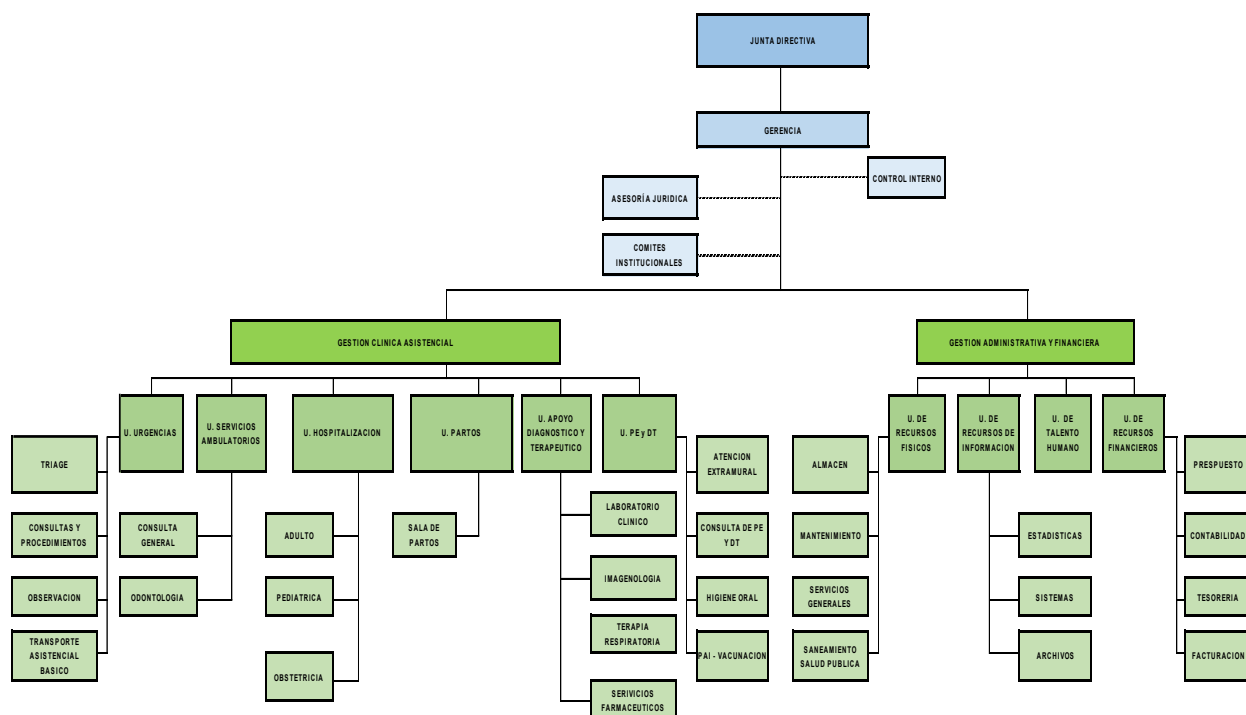 JUNTA DIRECTIVA
GERENCIA
CONTROL INTERNO
ASESORÍA JURIDICA
COMITES
INSTITUCIONALES
GESTION CLINICA ASISTENCIAL
GESTION ADMINISTRATIVA Y FINANCIERA
U. URGENCIAS
U. SERVICIOS
AMBULATORIOS
U. HOSPITALIZACION
U. PARTOS
U. APOYO
DIAGNOSTICO Y
TERAPEUTICO
U. PE y DT
U. DE
RECURSOS
FISICOS
U. DE
RECURSOS DE
INFORMACION
U. DE
TALENTO
HUMANO
U. DE
RECURSOS
FINANCIEROS
TRIAGE
CONSULTAS Y
PROCEDIMIENTOS
OBSERVACION
TRANSPORTE
ASISTENCIAL
BASICO
CONSULTA
GENERAL
ODONTOLOGIA
ADULTO
PEDIATRICA
OBSTETRICIA
SALA DE
PARTOS
LABORATORIO
CLINICO
IMAGENOLOGIA
TERAPIA
RESPIRATORIA
SERIVICIOS
FARMACEUTICOS
ATENCION
EXTRAMURAL
CONSULTA DE PE
Y DT
HIGIENE ORAL
PAI - VACUNACION
ALMACEN
MANTENIMIENTO
SERVICIOS
GENERALES
SANEAMIENTO
SALUD PUBLICA
ESTADISTICAS
SISTEMAS
ARCHIVOS
PRESPUESTO
CONTABILIDAD
TESORERIA
FACTURACION